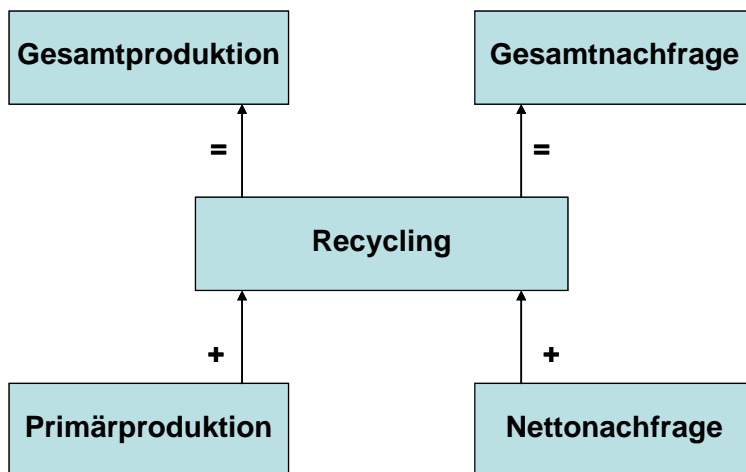 Gesamtproduktion
Gesamtnachfrage
=
=
Recycling
+
+
Primärproduktion
Nettonachfrage